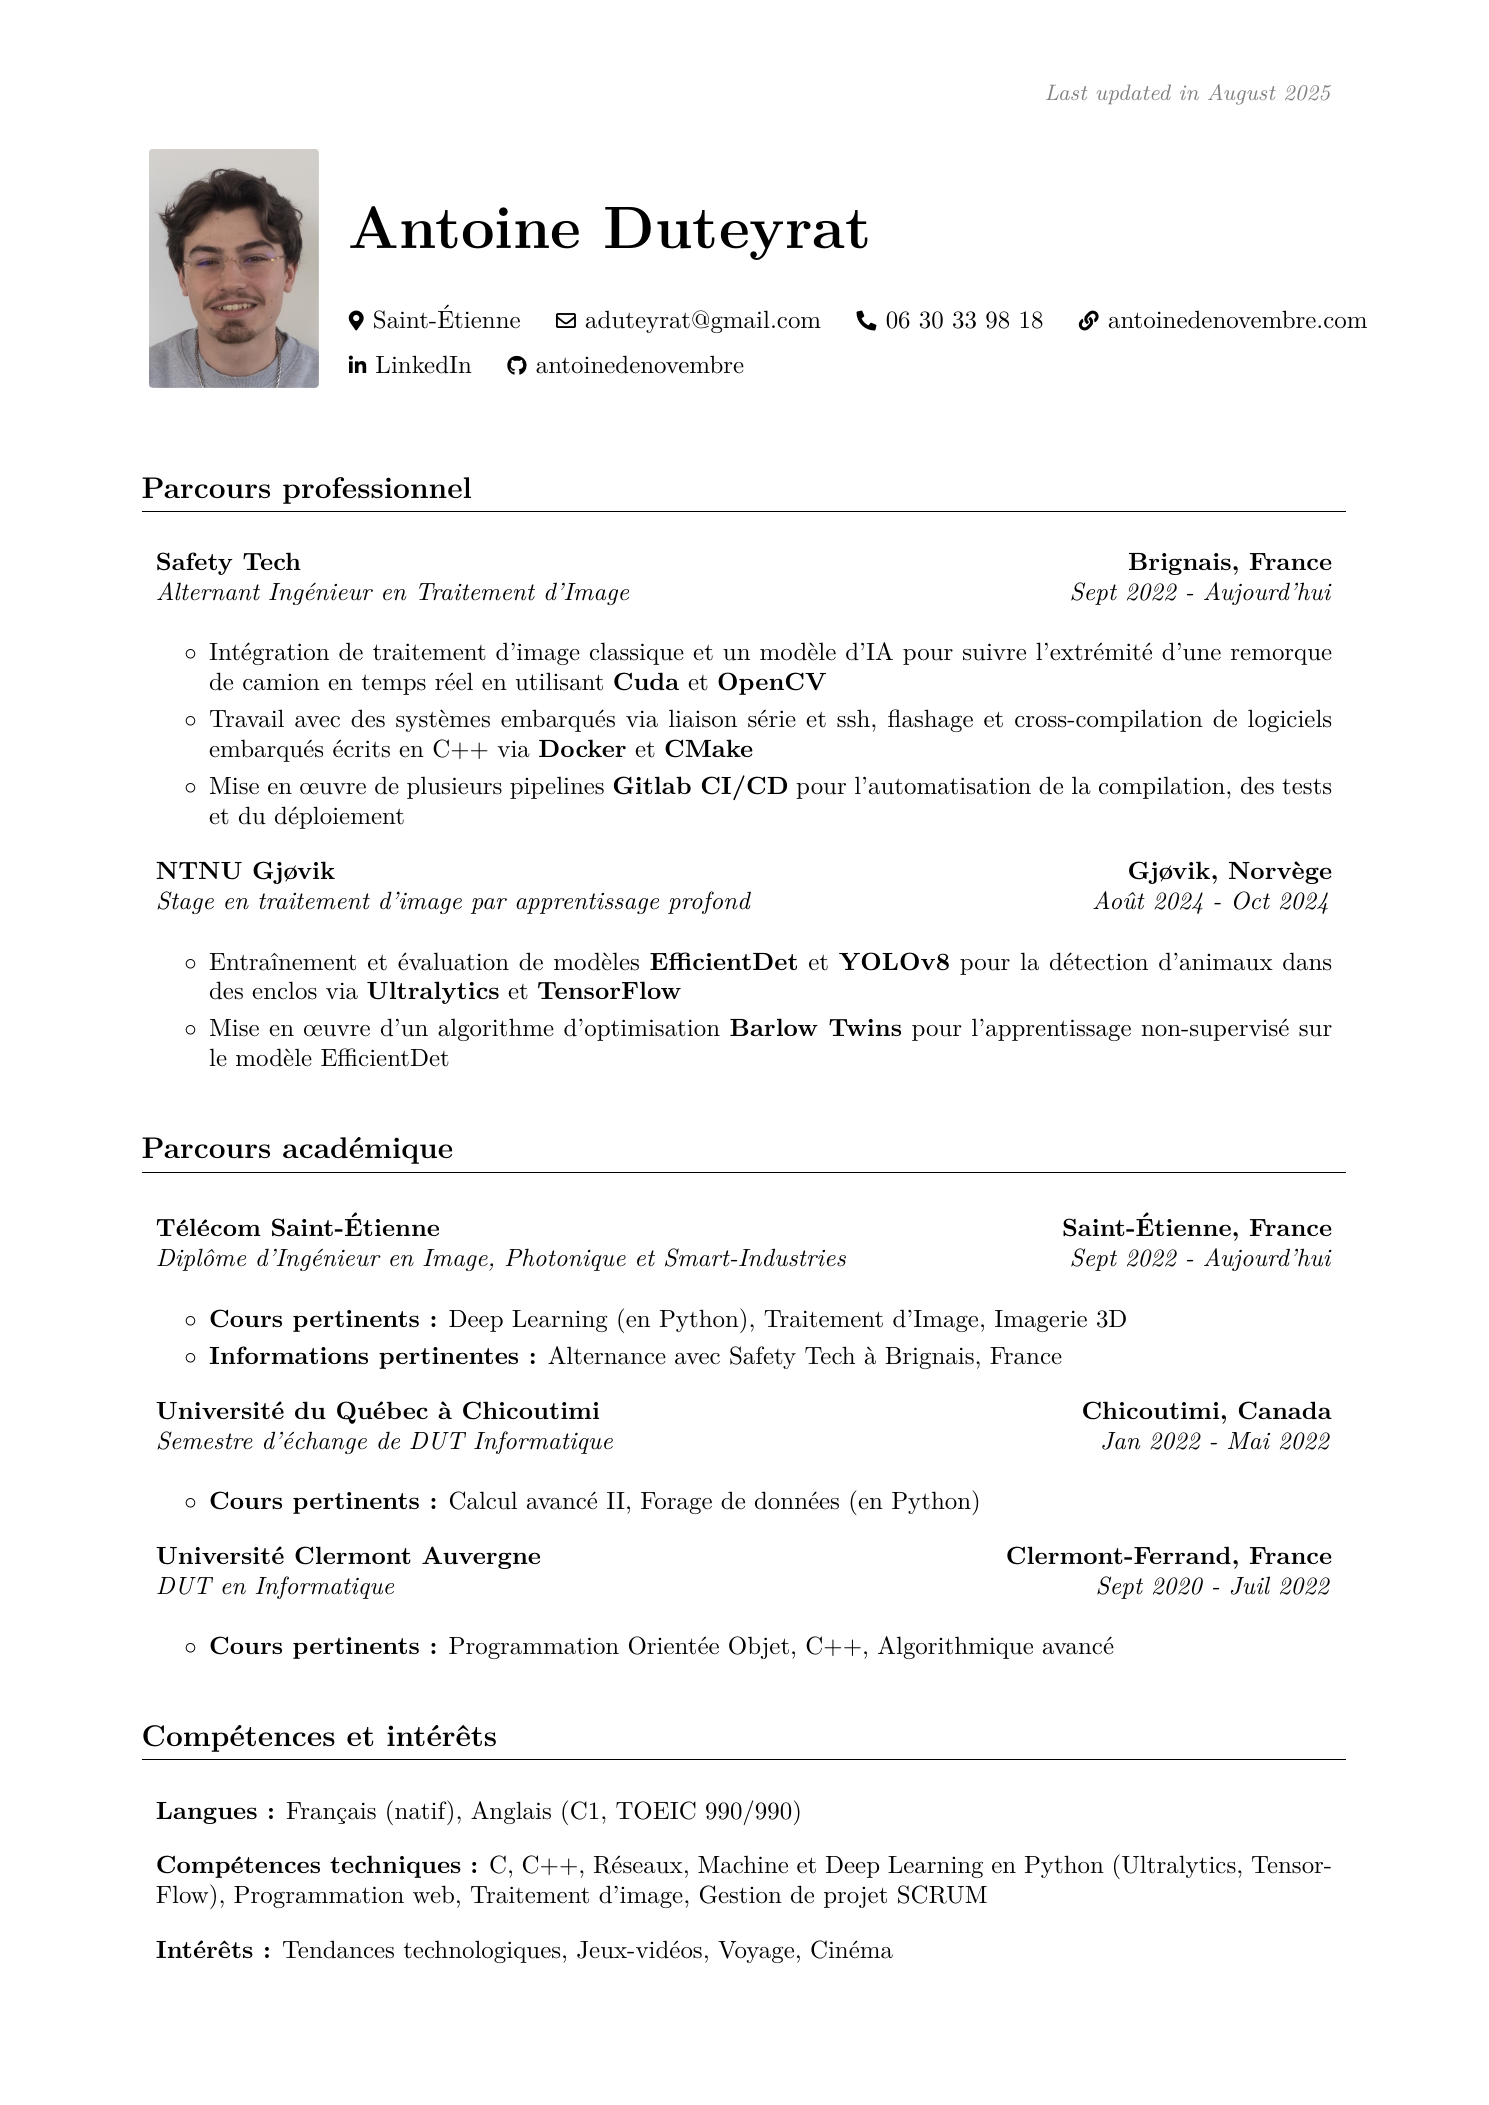 Last updated in August 2025
Antoine Duteyrat
Saint-Étienne aduteyrat@gmail.com 06 30 33 98 18 antoinedenovembre.com
LinkedIn antoinedenovembre
Parcours professionnel
Safety Tech Brignais, France
Alternant Ingénieur en Traitement d'Image Sept 2022 - Aujourd'hui
◦ Intégration de traitement d'image classique et un modèle d'IA pour suivre l'extrémité d'une remorque
de camion en temps réel en utilisant Cuda et OpenCV
◦ Travail avec des systèmes embarqués via liaison série et ssh, flashage et cross-compilation de logiciels
embarqués écrits en C++ via Docker et CMake
◦ Mise en œuvre de plusieurs pipelines Gitlab CI/CD pour l'automatisation de la compilation, des tests
et du déploiement
NTNU Gjøvik Gjøvik, Norvège
Stage en traitement d'image par apprentissage profond Août 2024 - Oct 2024
◦ Entraînement et évaluation de modèles EfficientDet et YOLOv8 pour la détection d'animaux dans
des enclos via Ultralytics et TensorFlow
◦ Mise en œuvre d'un algorithme d'optimisation Barlow Twins pour l'apprentissage non-supervisé sur
le modèle EfficientDet
Parcours académique
Télécom Saint-Étienne Saint-Étienne, France
Diplôme d'Ingénieur en Image, Photonique et Smart-Industries Sept 2022 - Aujourd'hui
◦ Cours pertinents : Deep Learning (en Python), Traitement d'Image, Imagerie 3D
◦ Informations pertinentes : Alternance avec Safety Tech à Brignais, France
Université du Québec à Chicoutimi Chicoutimi, Canada
Semestre d'échange de DUT Informatique Jan 2022 - Mai 2022
◦ Cours pertinents : Calcul avancé II, Forage de données (en Python)
Université Clermont Auvergne Clermont-Ferrand, France
DUT en Informatique Sept 2020 - Juil 2022
◦ Cours pertinents : Programmation Orientée Objet, C++, Algorithmique avancé
Compétences et intérêts
Langues : Français (natif), Anglais (C1, TOEIC 990/990)
Compétences techniques : C, C++, Réseaux, Machine et Deep Learning en Python (Ultralytics, Tensor-
Flow), Programmation web, Traitement d'image, Gestion de projet SCRUM
Intérêts : Tendances technologiques, Jeux-vidéos, Voyage, Cinéma